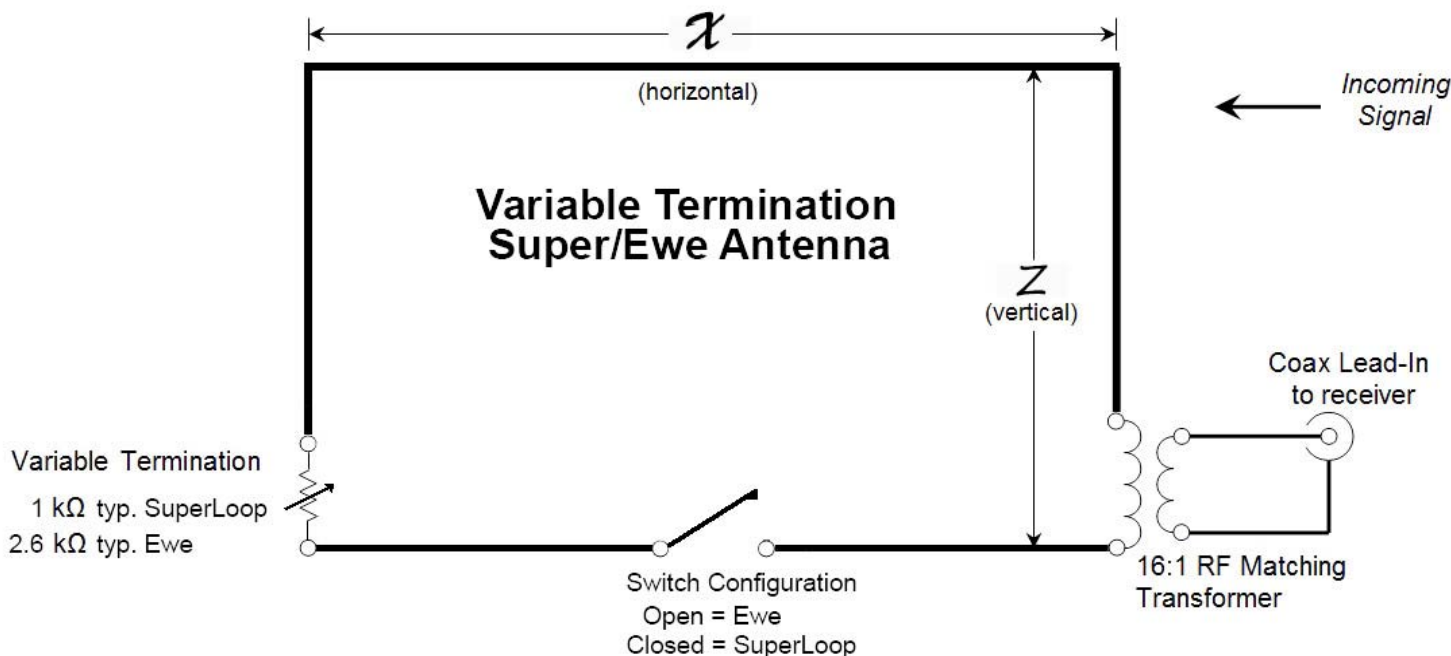 X
(horizontal)
Incoming
Signal
Variable Termination
Super/Ewe Antenna
Z
(vertical)
Coax Lead-In
to receiver
Variable Termination
1 kΩ typ. SuperLoop
2.6 kΩ typ. Ewe
16:1 RF Matching
Transformer
Switch Configuration
Open = Ewe
Closed = SuperLoop